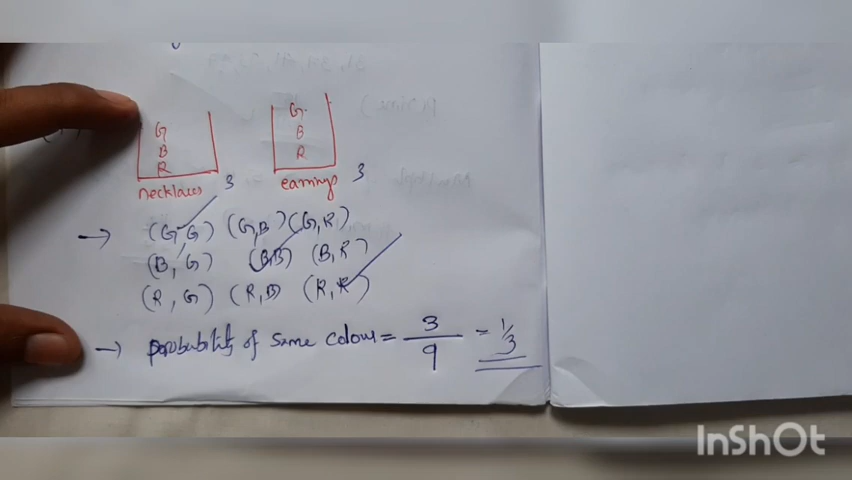 G G
B B
R R
necklaces 3 earrings 3
→ (G, G) (G, B) (G, R)
(B, G) (B, B) (B, R)
(R, G) (R, B) (R, R)
→ probability of same colour = 3/9 = 1/3
InShOt